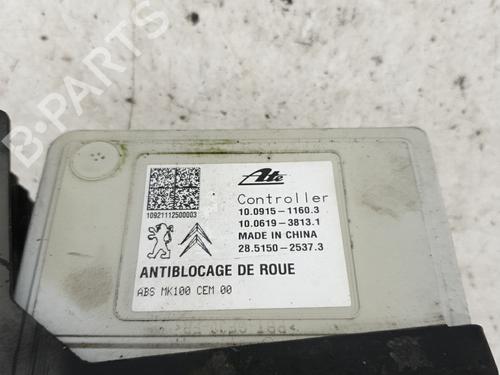 B-PARTS
Ate
Controller
10.0915-1160.3
10.0619-3813.1
MADE IN CHINA
28.5150-2537.3
10921112500003
ANTIBLOCAGE DE ROUE
ABS MK100 CEM 00